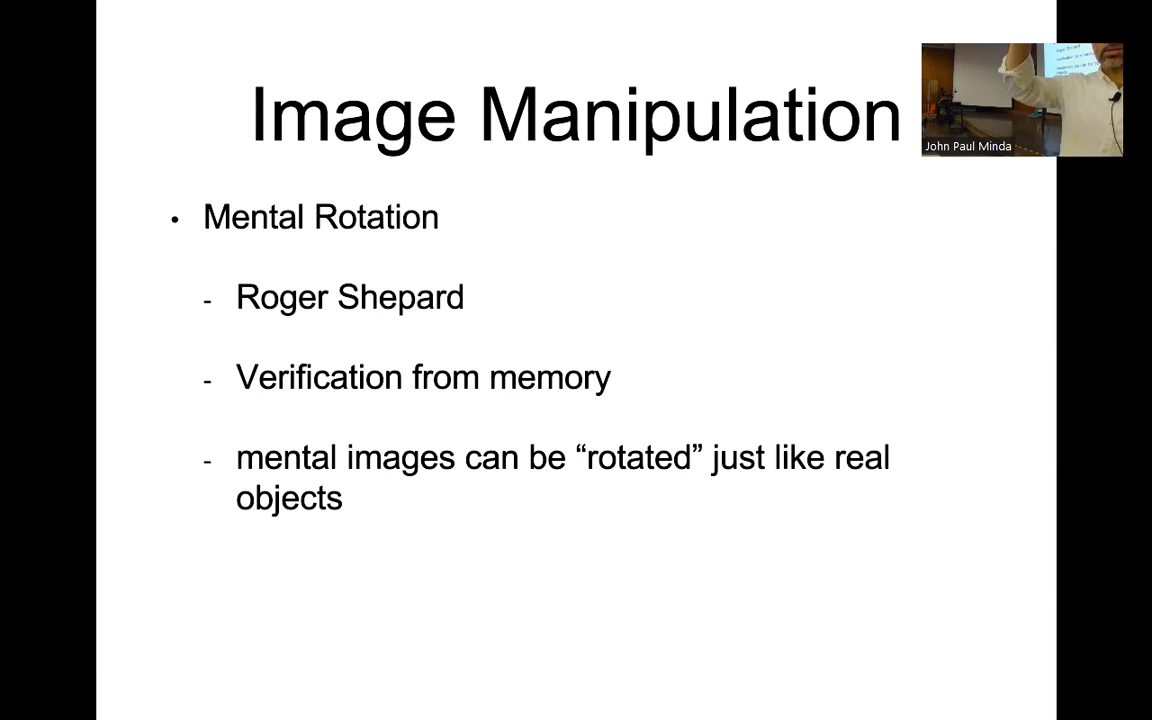 Image Manipulation
John Paul Minda
• Mental Rotation
- Roger Shepard
- Verification from memory
- mental images can be “rotated” just like real
objects